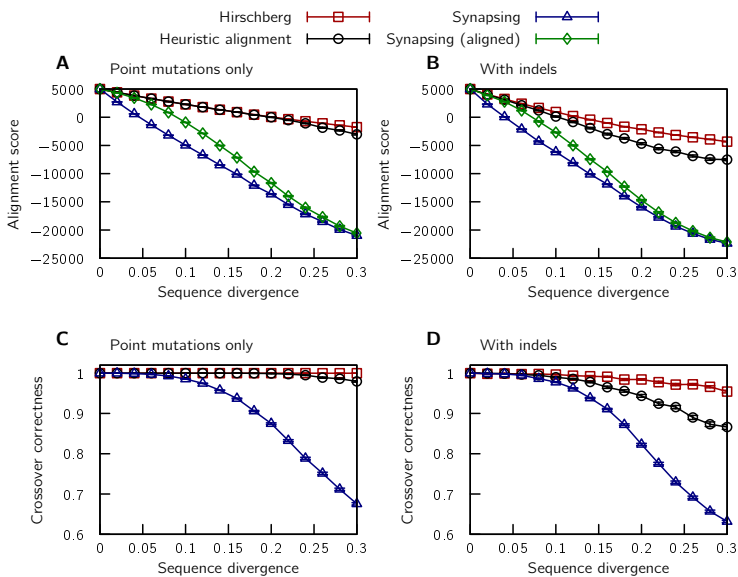 Hirschberg
Synapsing
Heuristic alignment
Synapsing (aligned)
A
Point mutations only
Alignment score
5000
0
−5000
−10000
−15000
−20000
−25000
0 0.05 0.1 0.15 0.2 0.25 0.3
Sequence divergence
B
With indels
Alignment score
5000
0
−5000
−10000
−15000
−20000
−25000
0 0.05 0.1 0.15 0.2 0.25 0.3
Sequence divergence
C
Point mutations only
Crossover correctness
1
0.9
0.8
0.7
0.6
0 0.05 0.1 0.15 0.2 0.25 0.3
Sequence divergence
D
With indels
Crossover correctness
1
0.9
0.8
0.7
0.6
0 0.05 0.1 0.15 0.2 0.25 0.3
Sequence divergence